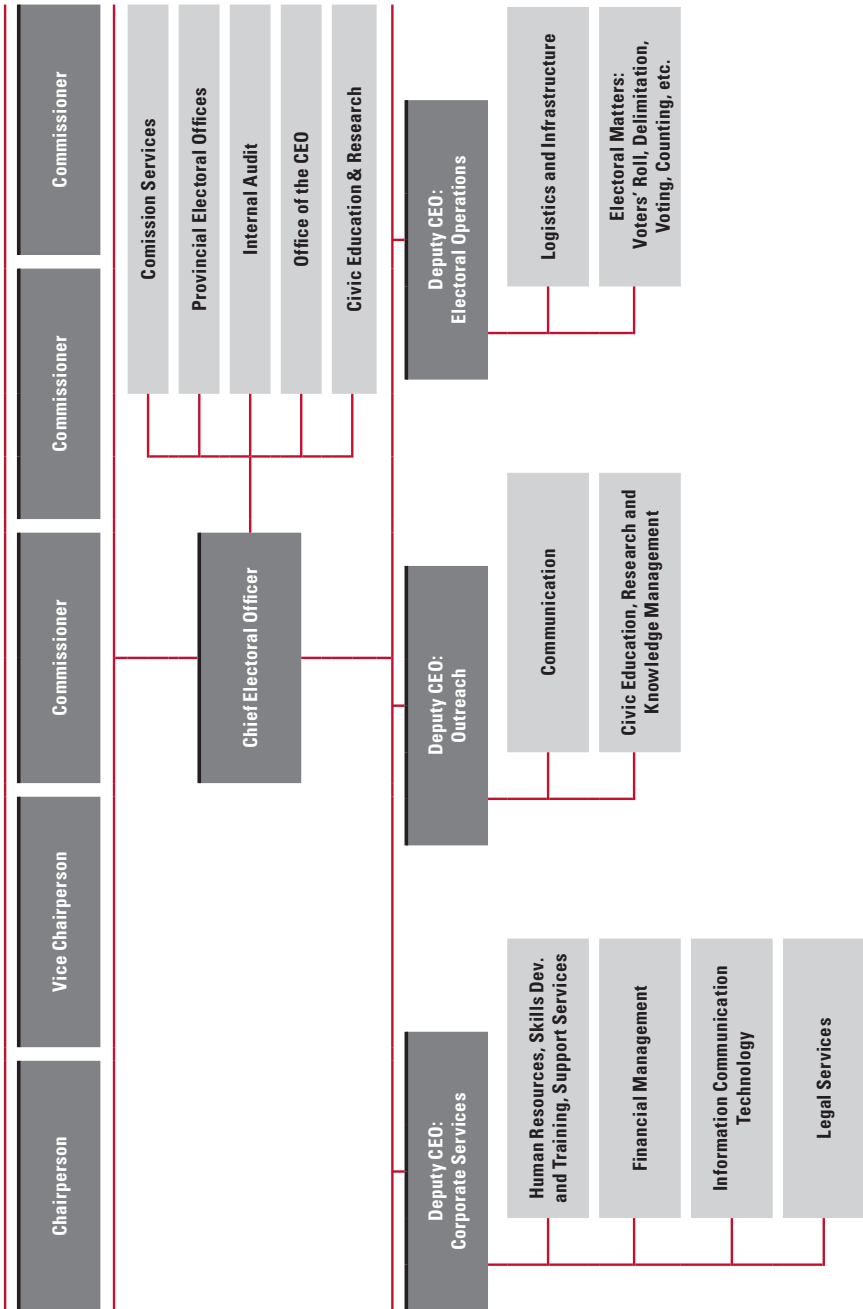 Chairperson
Vice Chairperson
Commissioner
Commissioner
Commissioner
Chief Electoral Officer
Comission Services
Provincial Electoral Offices
Internal Audit
Office of the CEO
Civic Education & Research
Deputy CEO:
Corporate Services
Human Resources, Skills Dev.
and Training, Support Services
Financial Management
Information Communication
Technology
Legal Services
Deputy CEO:
Outreach
Communication
Civic Education, Research and
Knowledge Management
Deputy CEO:
Electoral Operations
Logistics and Infrastructure
Electoral Matters:
Voters’ Roll, Delimitation,
Voting, Counting, etc.